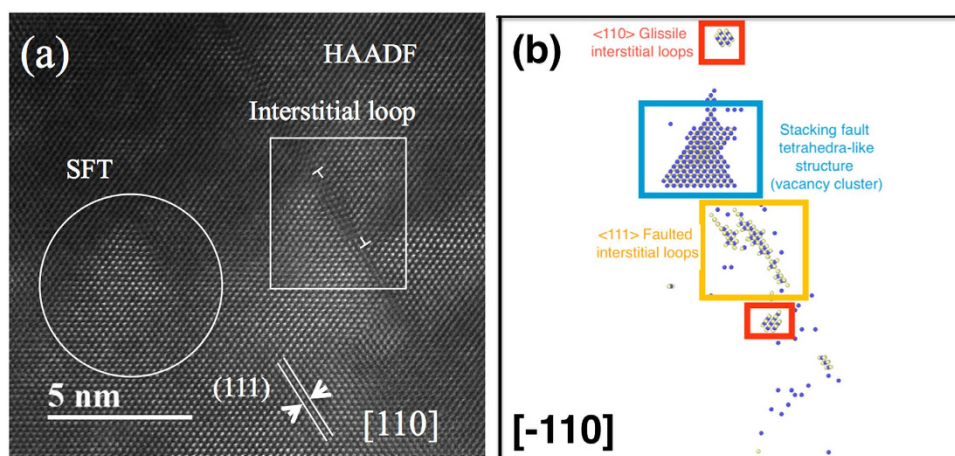 (a)
HAADF
Interstitial loop
SFT
(111)
5 nm
[110]
(b)
<110> Glissile
interstitial loops
Stacking fault
tetrahedra-like
structure
(vacancy cluster)
<111> Faulted
interstitial loops
[-110]